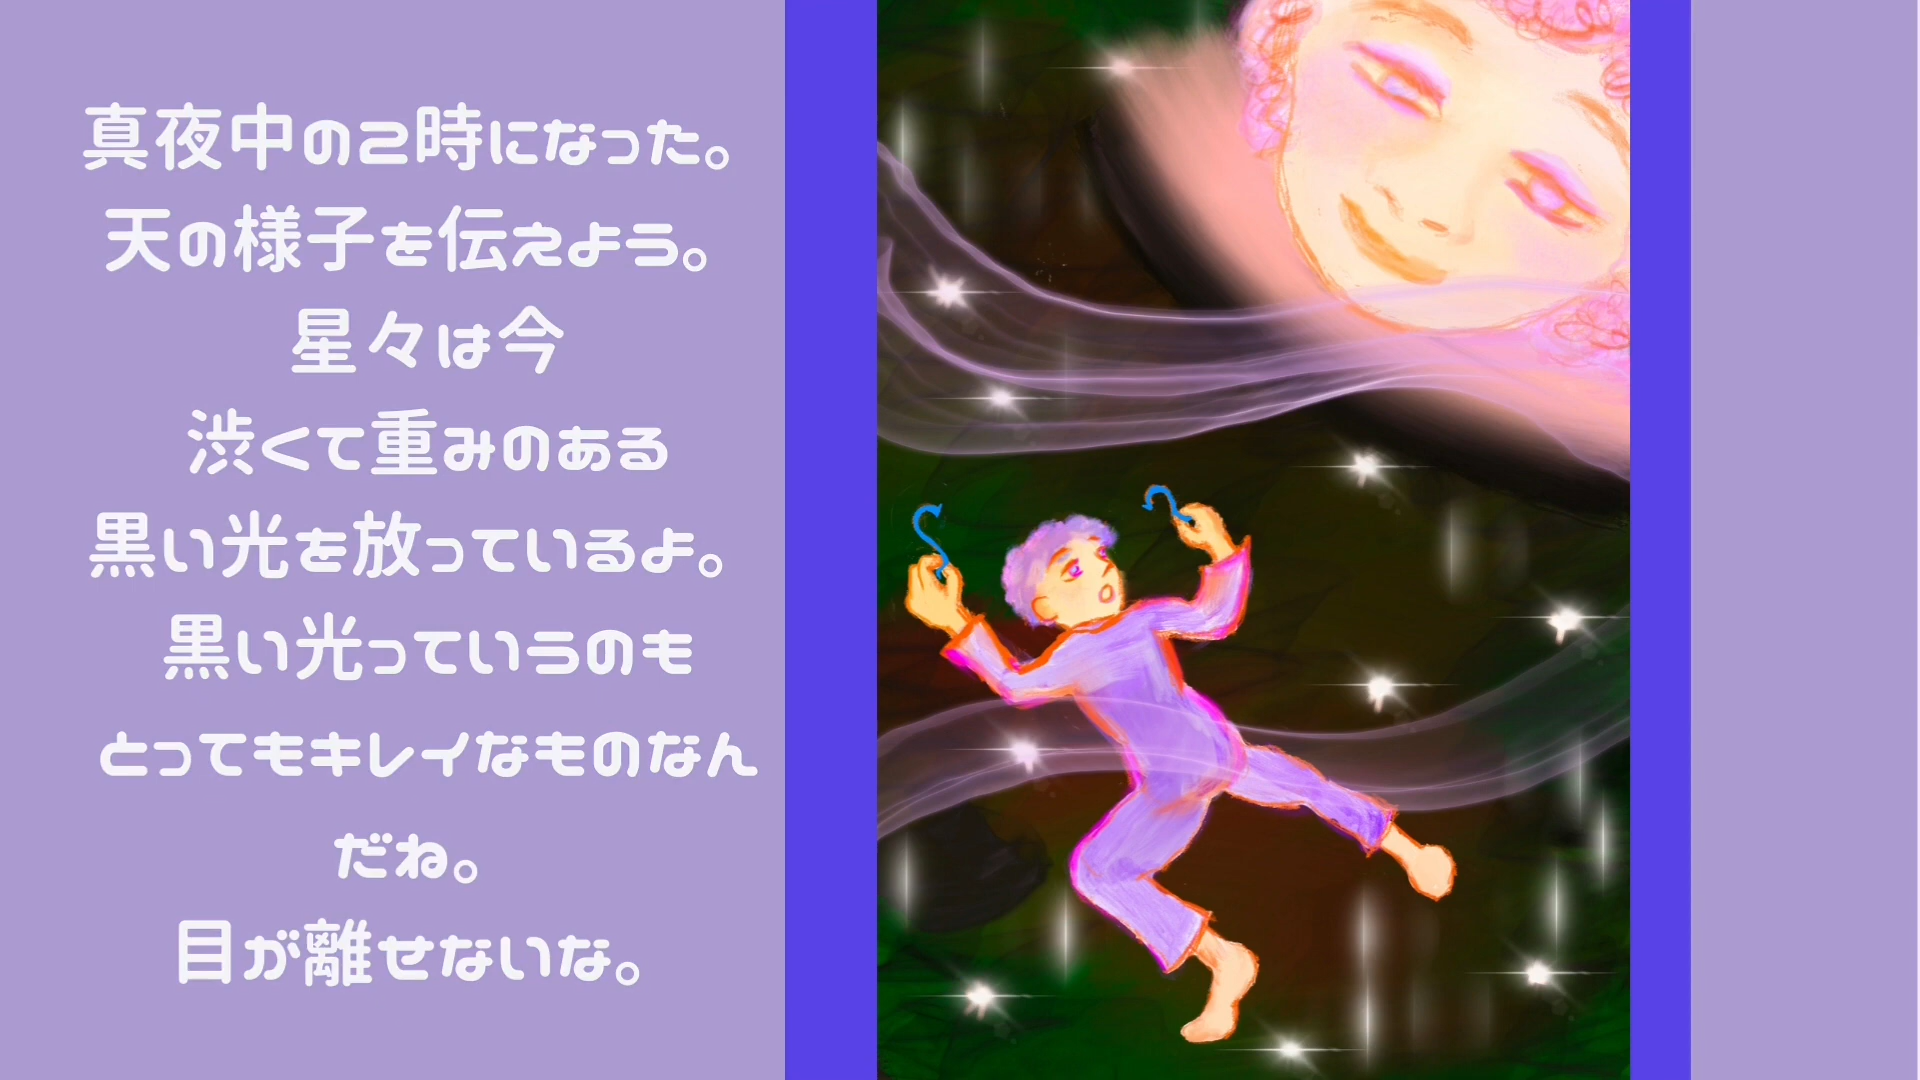 真夜中の2時になった。
天の様子を伝えよう。
星々は今
渋くて重みのある
黒い光を放っているよ。
黒い光っていうのも
とってもキレイなものなん
だね。
目が離せないな。